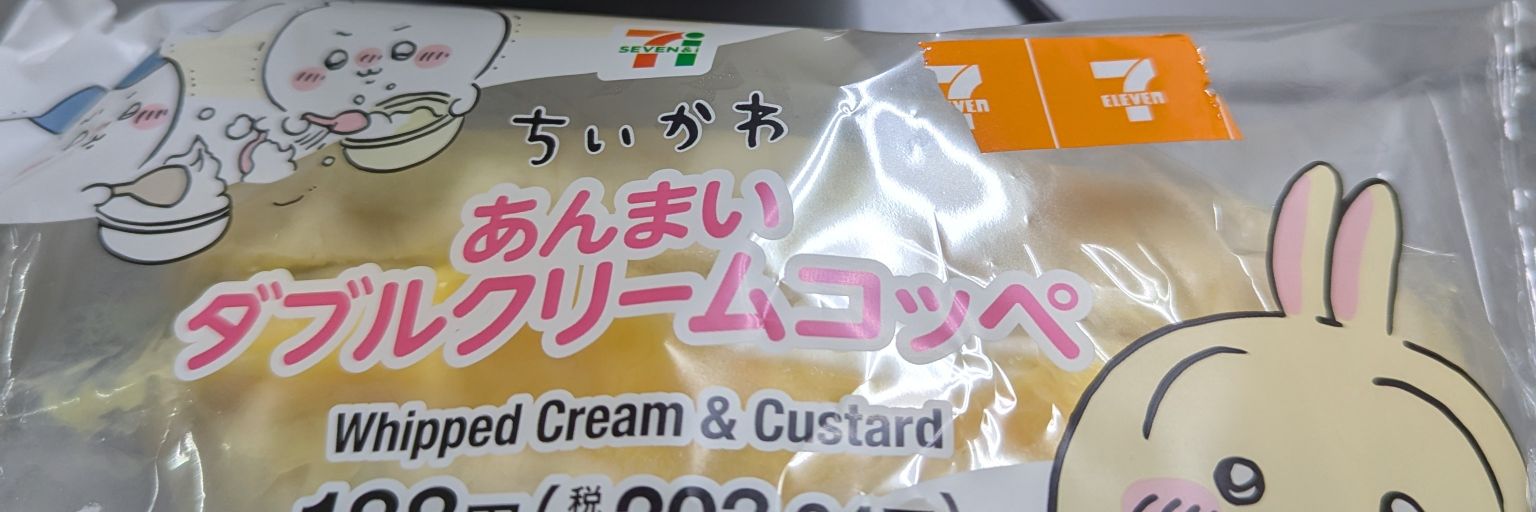 SEVEN&i
ELEVEN
ちいかわ
あんまい
ダブルクリームコッペ
Whipped Cream & Custard
税